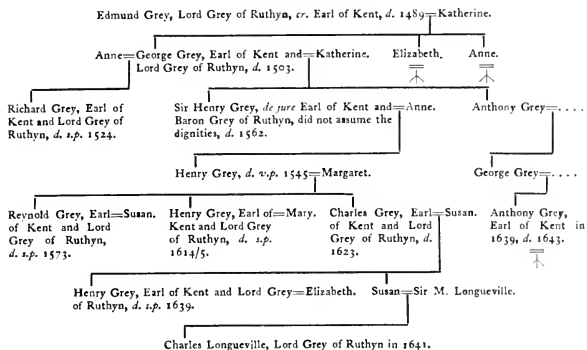 Edmund Grey, Lord Grey of Ruthyn, cr. Earl of Kent, d. 1489=Katherine.
Anne=George Grey, Earl of Kent and=Katherine. Elizabeth. Anne.
Lord Grey of Ruthyn, d. 1503.
Richard Grey, Earl of
Kent and Lord Grey of
Ruthyn, d. s.p. 1524.
Sir Henry Grey, de jure Earl of Kent and=Anne.
Baron Grey of Ruthyn, did not assume the
dignities, d. 1562.
Anthony Grey=....
Henry Grey, d. v.p. 1545=Margaret.
George Grey=....
Reynold Grey, Earl=Susan.
of Kent and Lord
Grey of Ruthyn,
d. s.p. 1573.
Henry Grey, Earl of=Mary.
Kent and Lord Grey
of Ruthyn, d. s.p.
1614/5.
Charles Grey, Earl=Susan.
of Kent and Lord
Grey of Ruthyn, d.
1623.
Anthony Grey,
Earl of Kent in
1639, d. 1643.
Henry Grey, Earl of Kent and Lord Grey=Elizabeth.
of Ruthyn, d. s.p. 1639.
Susan=Sir M. Longueville.
Charles Longueville, Lord Grey of Ruthyn in 1641.